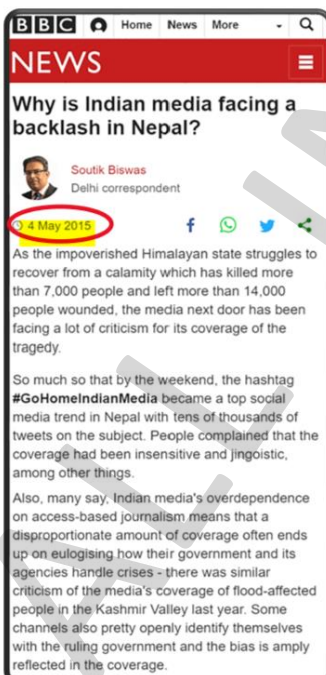 BBC Home News More
NEWS
Why is Indian media facing a
backlash in Nepal?
Soutik Biswas
Delhi correspondent
4 May 2015
As the impoverished Himalayan state struggles to
recover from a calamity which has killed more
than 7,000 people and left more than 14,000
people wounded, the media next door has been
facing a lot of criticism for its coverage of the
tragedy.
So much so that by the weekend, the hashtag
#GoHomeIndianMedia became a top social
media trend in Nepal with tens of thousands of
tweets on the subject. People complained that the
coverage had been insensitive and jingoistic,
among other things.
Also, many say, Indian media's overdependence
on access-based journalism means that a
disproportionate amount of coverage often ends
up on eulogising how their government and its
agencies handle crises - there was similar
criticism of the media's coverage of flood-affected
people in the Kashmir Valley last year. Some
channels also pretty openly identify themselves
with the ruling government and the bias is amply
reflected in the coverage.